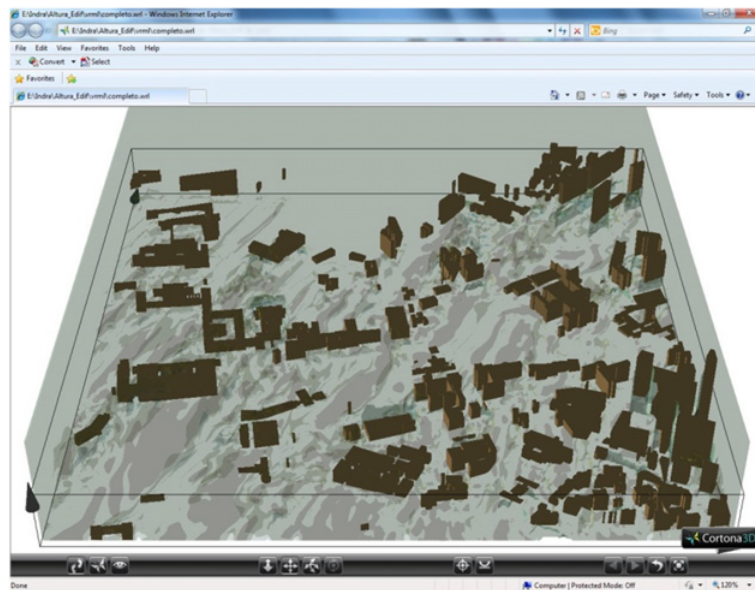 E:\Indra\Altura_Edif\vrml\completo.wrl - Windows Internet Explorer
E:\Indra\Altura_Edif\vrml\completo.wrl
Bing
File Edit View Favorites Tools Help
x Convert Select
Favorites
E:\Indra\Altura_Edif\vrml\completo.wrl
Page Safety Tools
Cortona3D
Done
Computer | Protected Mode: Off
120%